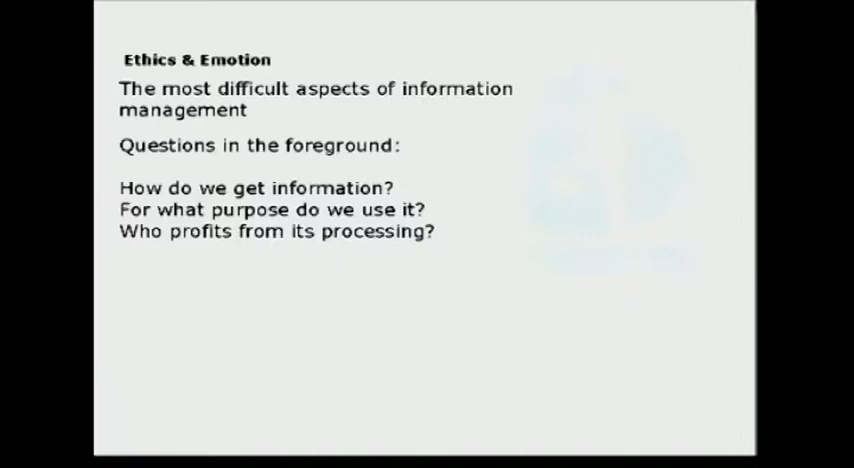 Ethics & Emotion
The most difficult aspects of information
management
Questions in the foreground:
How do we get information?
For what purpose do we use it?
Who profits from its processing?